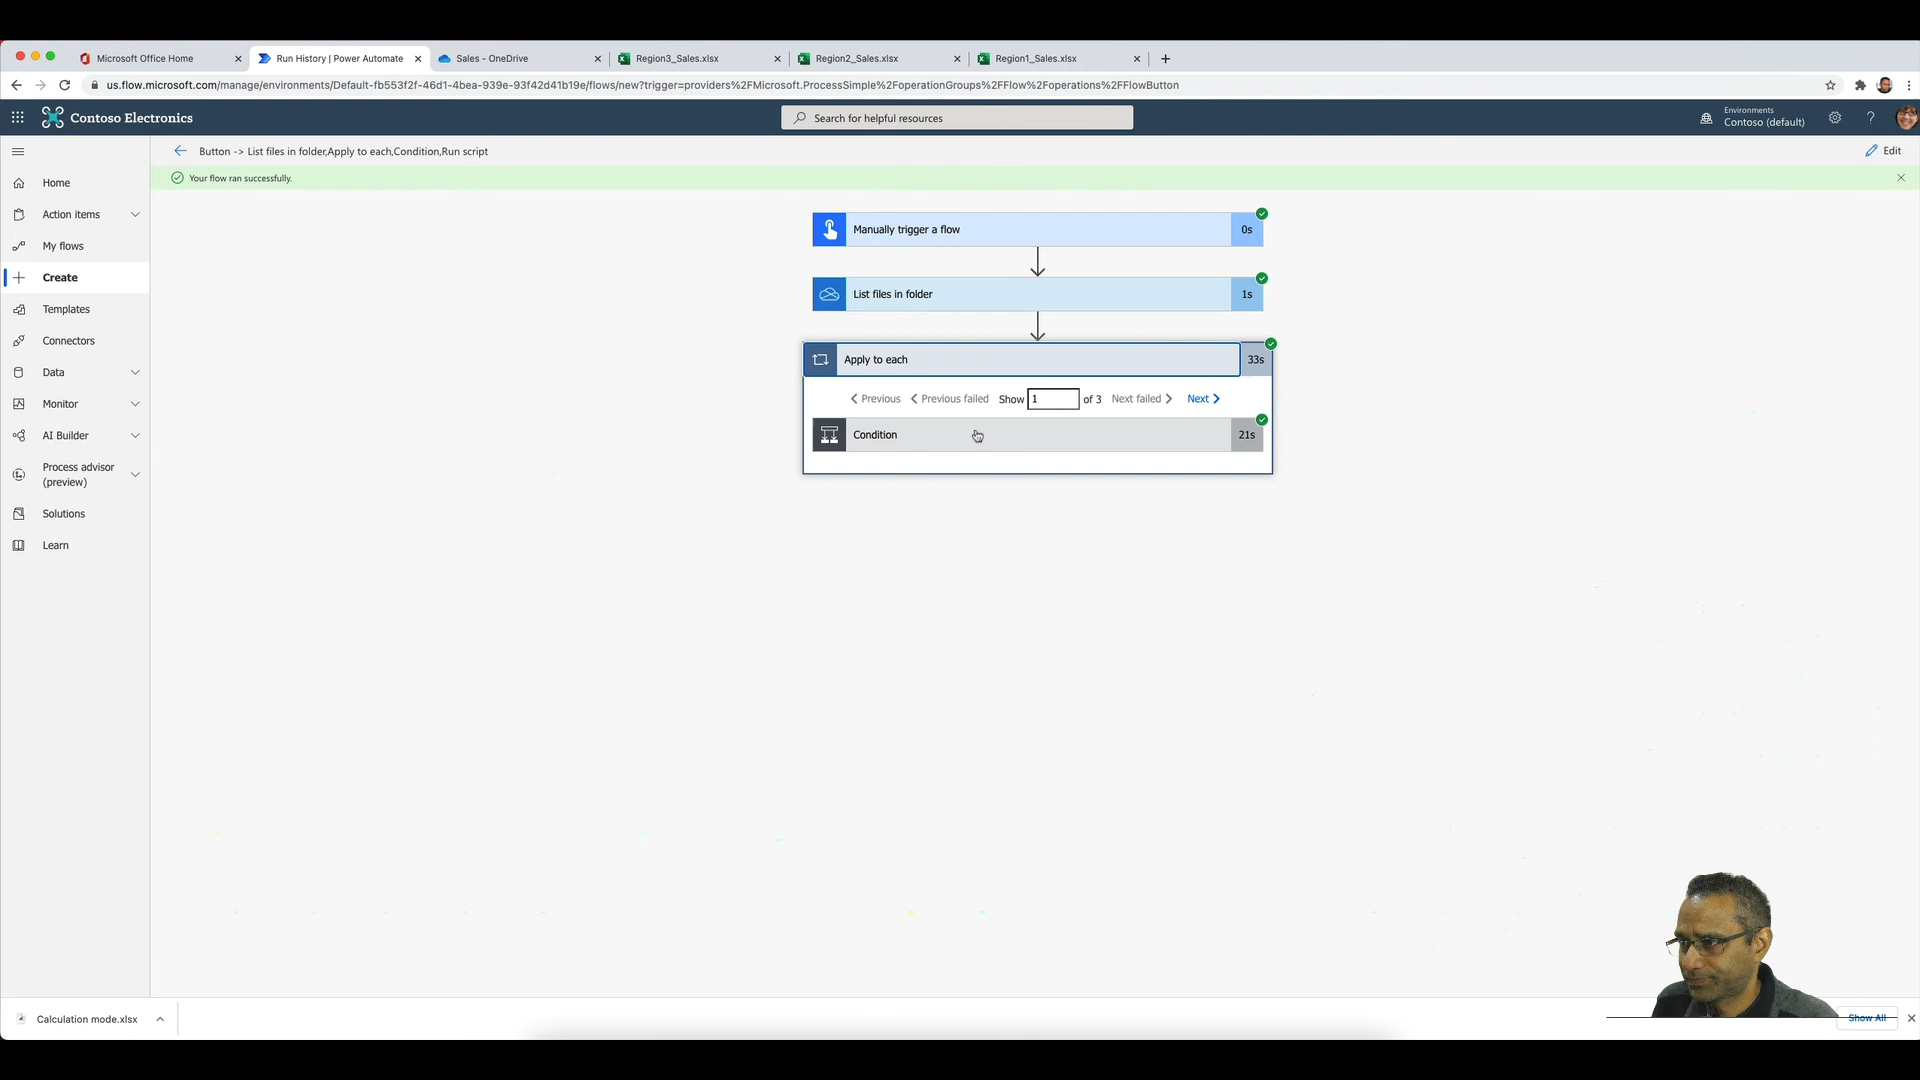 Microsoft Office Home
Run History | Power Automate
Sales - OneDrive
Region3_Sales.xlsx
Region2_Sales.xlsx
Region1_Sales.xlsx
us.flow.microsoft.com/manage/environments/Default-fb553f2f-46d1-4bea-939e-93f42d41b19e/flows/new?trigger=providers%2FMicrosoft.ProcessSimple%2FoperationGroups%2FFlow%2Foperations%2FFlowButton
Contoso Electronics
Search for helpful resources
Environments
Contoso (default)
Button -> List files in folder,Apply to each,Condition,Run script
Edit
Your flow ran successfully.
Home
Action items
My flows
Create
Templates
Connectors
Data
Monitor
AI Builder
Process advisor
(preview)
Solutions
Learn
Manually trigger a flow
0s
List files in folder
1s
Apply to each
33s
Previous
Previous failed
Show 1 of 3
Next failed
Next
Condition
21s
Calculation mode.xlsx
Show All